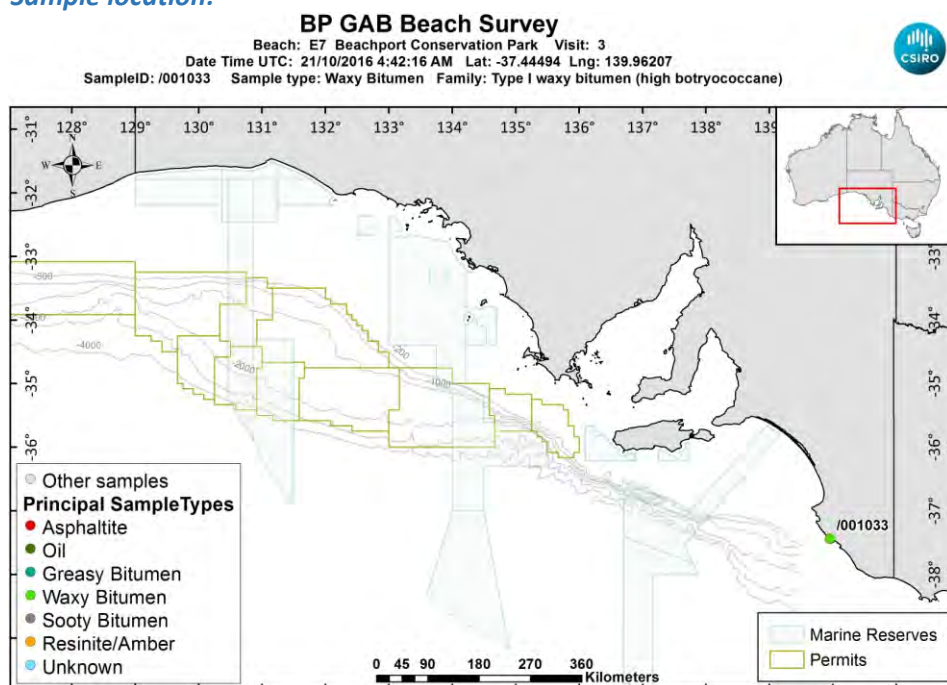 Sample location:
BP GAB Beach Survey
Beach: E7 Beachport Conservation Park Visit: 3
Date Time UTC: 21/10/2016 4:42:16 AM Lat: -37.44494 Lng: 139.96207
SampleID: /001033 Sample type: Waxy Bitumen Family: Type I waxy bitumen (high botryococcane)
CSIRO
128° 129° 130° 131° 132° 133° 134° 135° 136° 137° 138° 139
-31°
-32°
-33°
-34°
-35°
-36°
-37°
-38°
N
W E
S
-33°
-34°
-35°
-36°
-37°
-38°
-200
-1000
-2000
-4000
/001033
Other samples
Principal SampleTypes
Asphaltite
Oil
Greasy Bitumen
Waxy Bitumen
Sooty Bitumen
Resinite/Amber
Unknown
0 45 90 180 270 360
Kilometers
Marine Reserves
Permits